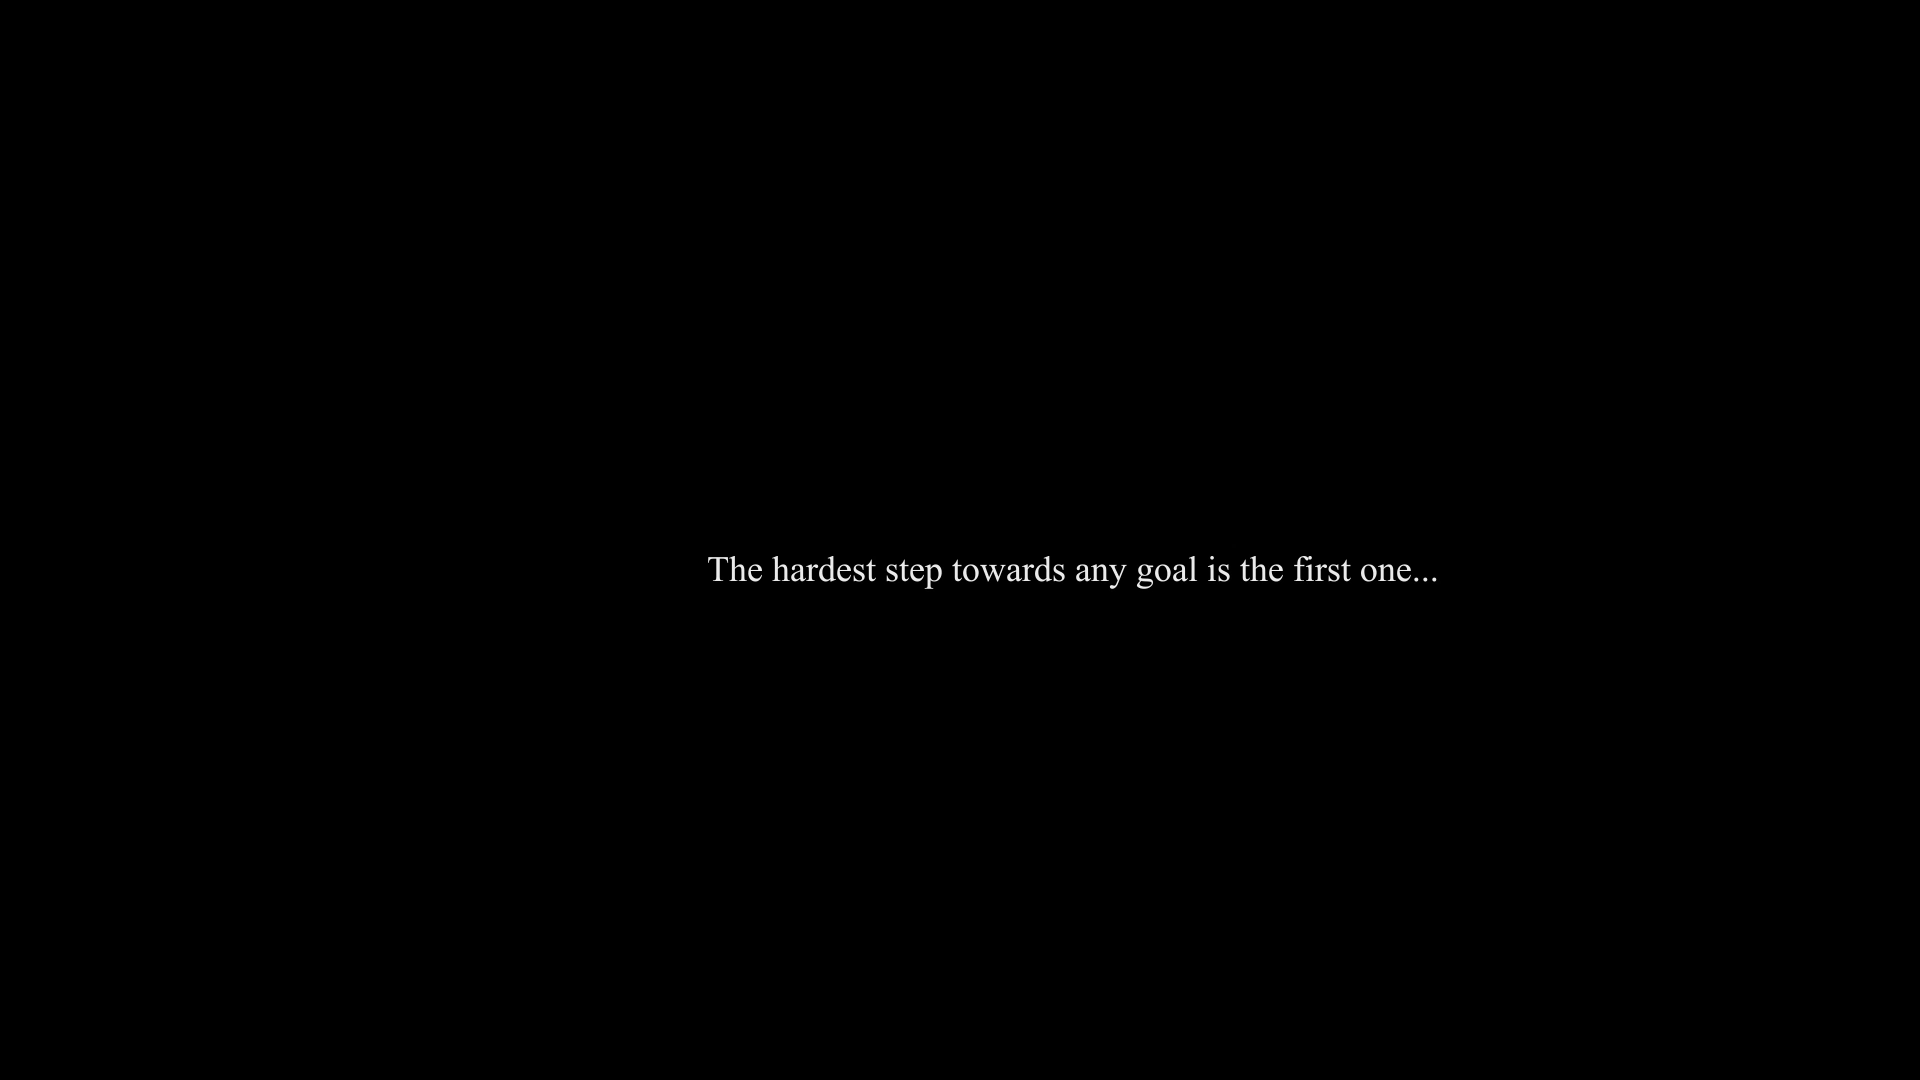 The hardest step towards any goal is the first one...